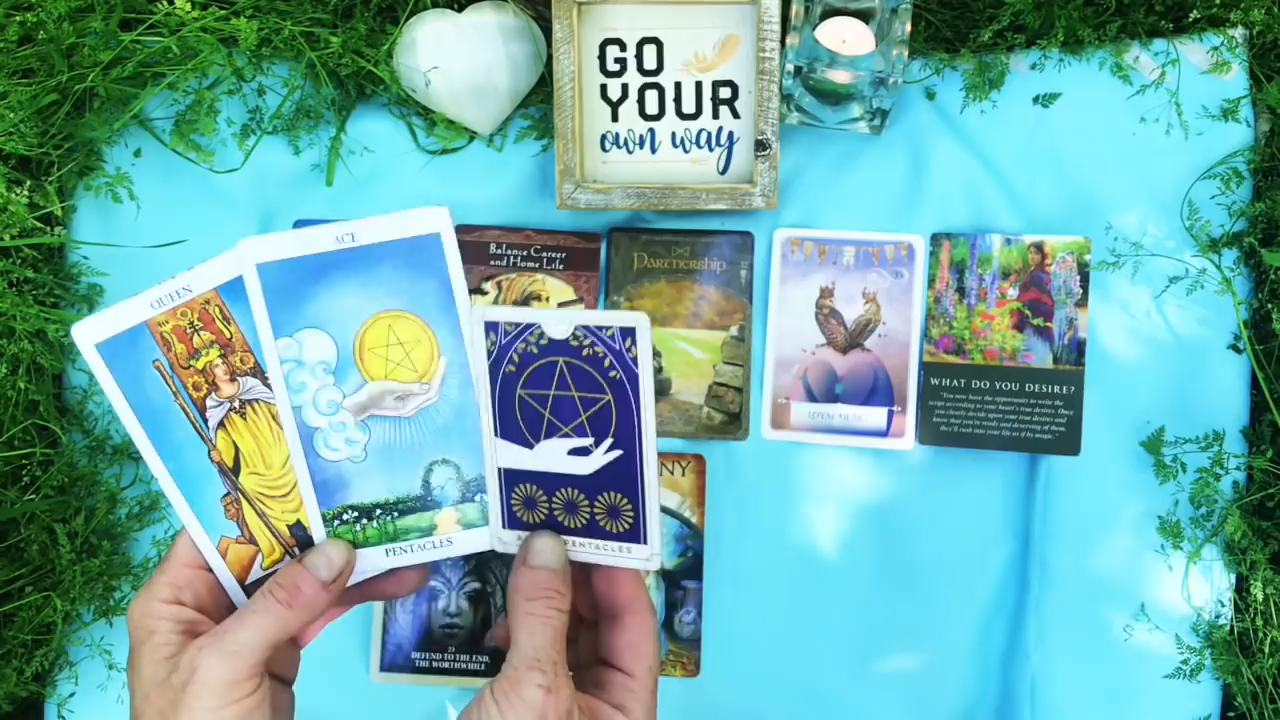 GO
YOUR
own way
QUEEN
ACE
PENTACLES
PENTACLES
Balance Career
and Home Life
PARTNERSHIP
LOYAL HEART
WHAT DO YOU DESIRE?
"You now have the opportunity to write the
script according to your heart's true desires. Once
you clearly decide upon your true desires and
know that you're ready and deserving of them,
they'll rush into your life as if by magic."
NY
23
DEFEND TO THE END,
THE WORTHWHILE